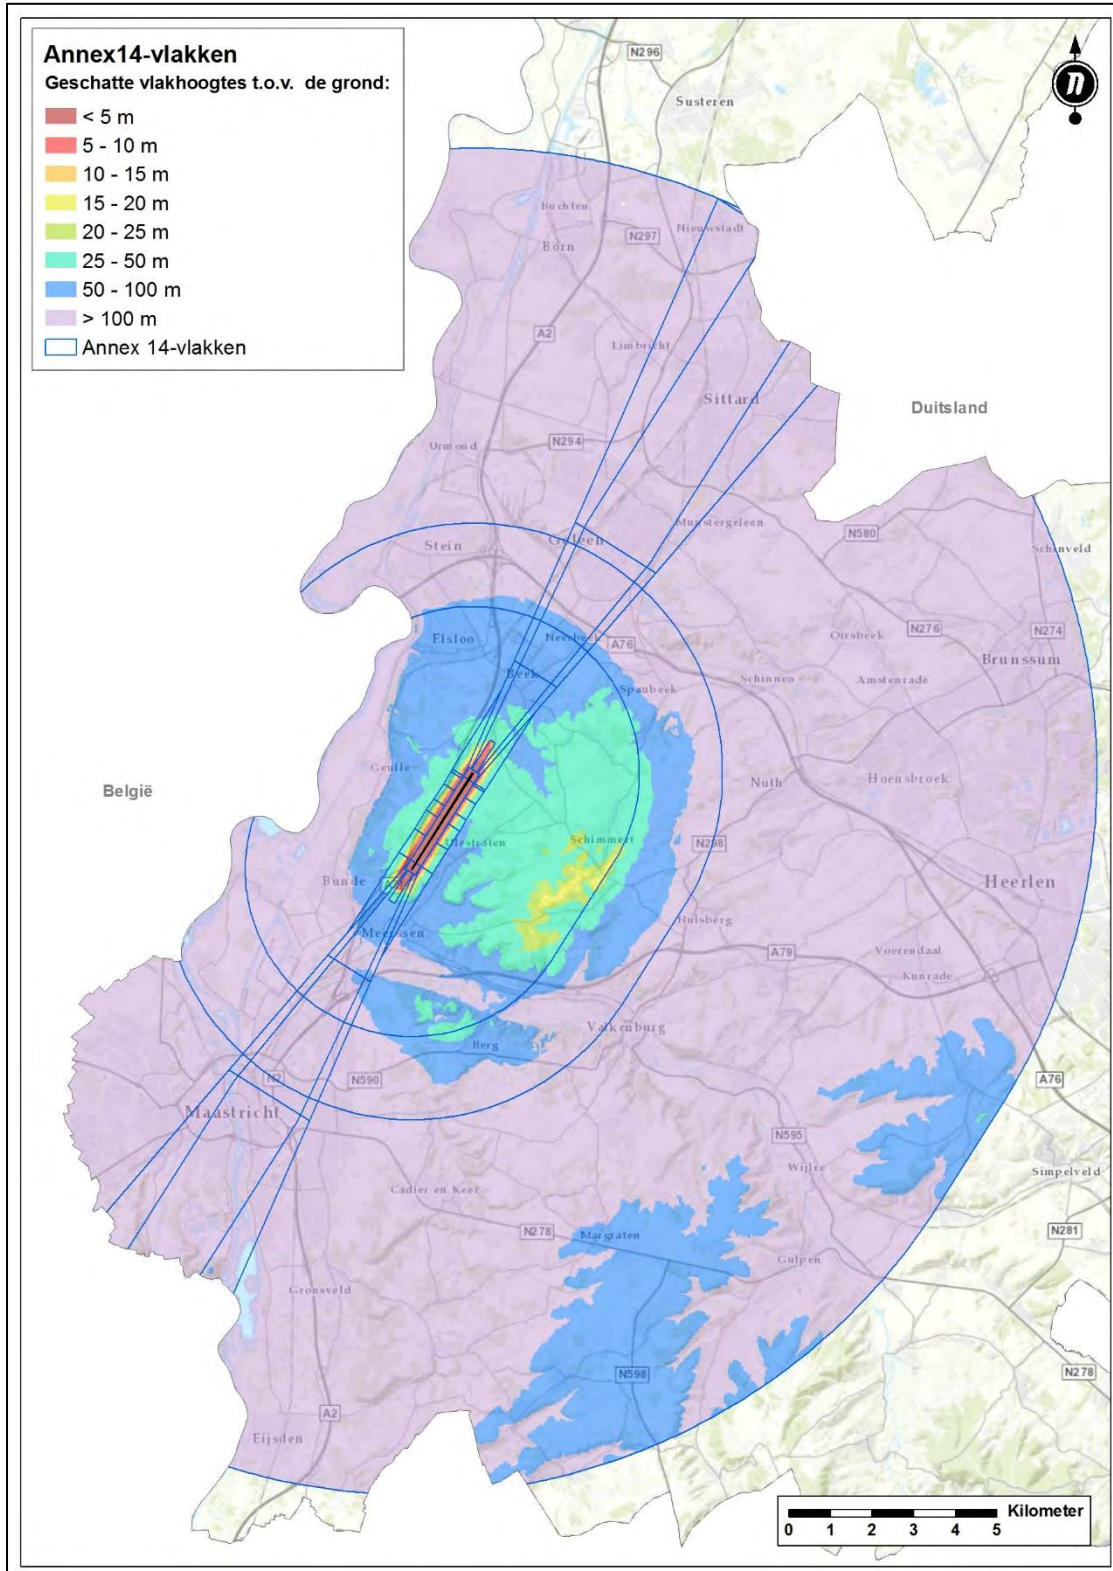 Annex14-vlakken
Geschatte vlakhoogtes t.o.v. de grond:
< 5 m
5 - 10 m
10 - 15 m
15 - 20 m
20 - 25 m
25 - 50 m
50 - 100 m
> 100 m
Annex 14-vlakken
N296
Susteren
Buchten
N297
Nieuwstadt
Born
A2
Limbricht
Sittard
Duitsland
Urmond
N294
Munstergeleen
N580
Stein
Geleen
Schinveld
Elsloo
Neerbeek
A76
Oirsbeek
N276
N274
Brunssum
Beek
Spaubeek
Schinnen
Amstenrade
Geulle
Nuth
Hoensbroek
België
Ulestraten
Schimmert
N298
Bunde
Heerlen
Meerssen
Hulsberg
A79
Voerendaal
Kunrade
Valkenburg
Berg
N2
N590
A76
Maastricht
N595
Wijlre
Simpelveld
Cadier en Keer
N278
Margraten
Gulpen
N281
Gronsveld
N598
N278
A2
Eijsden
Kilometer
0 1 2 3 4 5